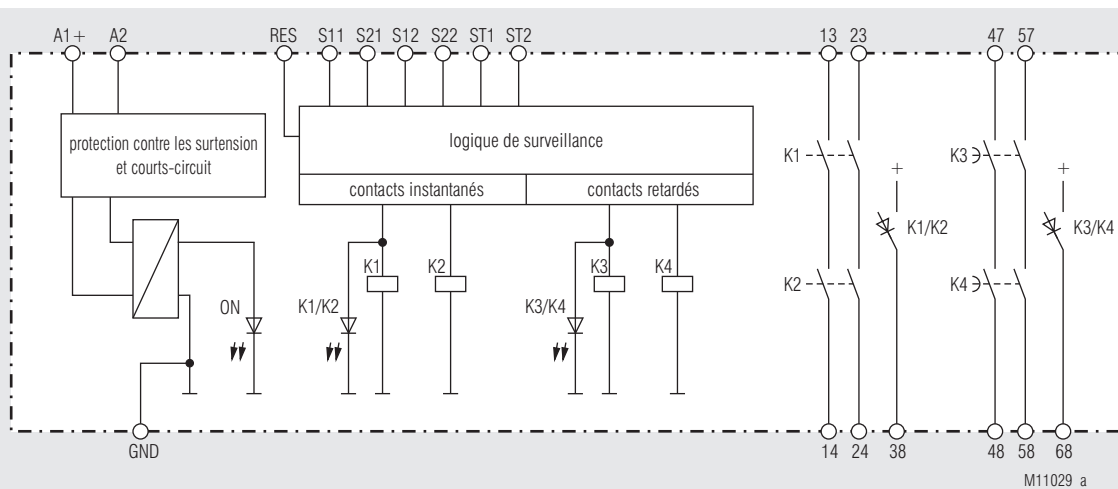 A1+ A2 RES S11 S21 S12 S22 ST1 ST2 13 23 47 57
protection contre les surtension
et courts-circuit
logique de surveillance
contacts instantanés contacts retardés
K1 K3
+ +
K1/K2 K3/K4
K1 K2 K3 K4
ON K1/K2 K3/K4
K2 K4
GND 14 24 38 48 58 68
M11029_a